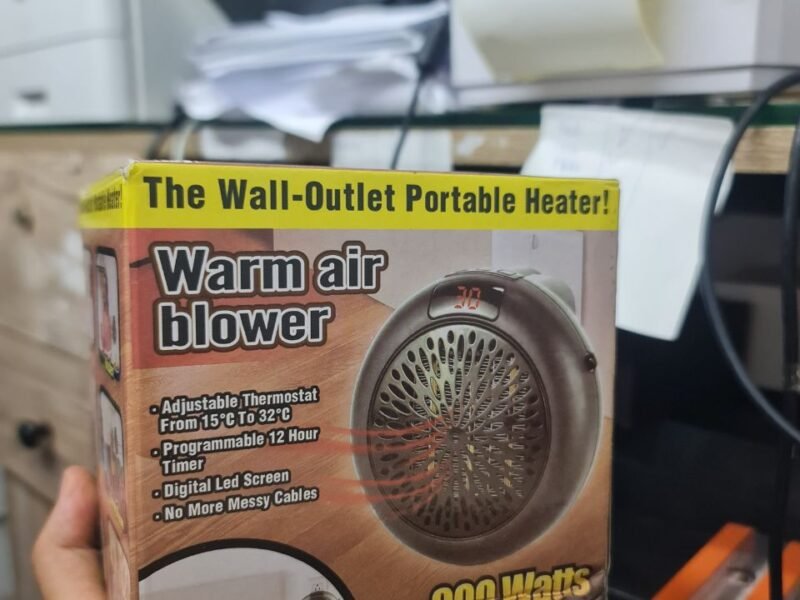 The Wall-Outlet Portable Heater!
Warm air
blower
30
· Adjustable Thermostat
From 15°C To 32°C
· Programmable 12 Hour
Timer
· Digital Led Screen
· No More Messy Cables
Watts